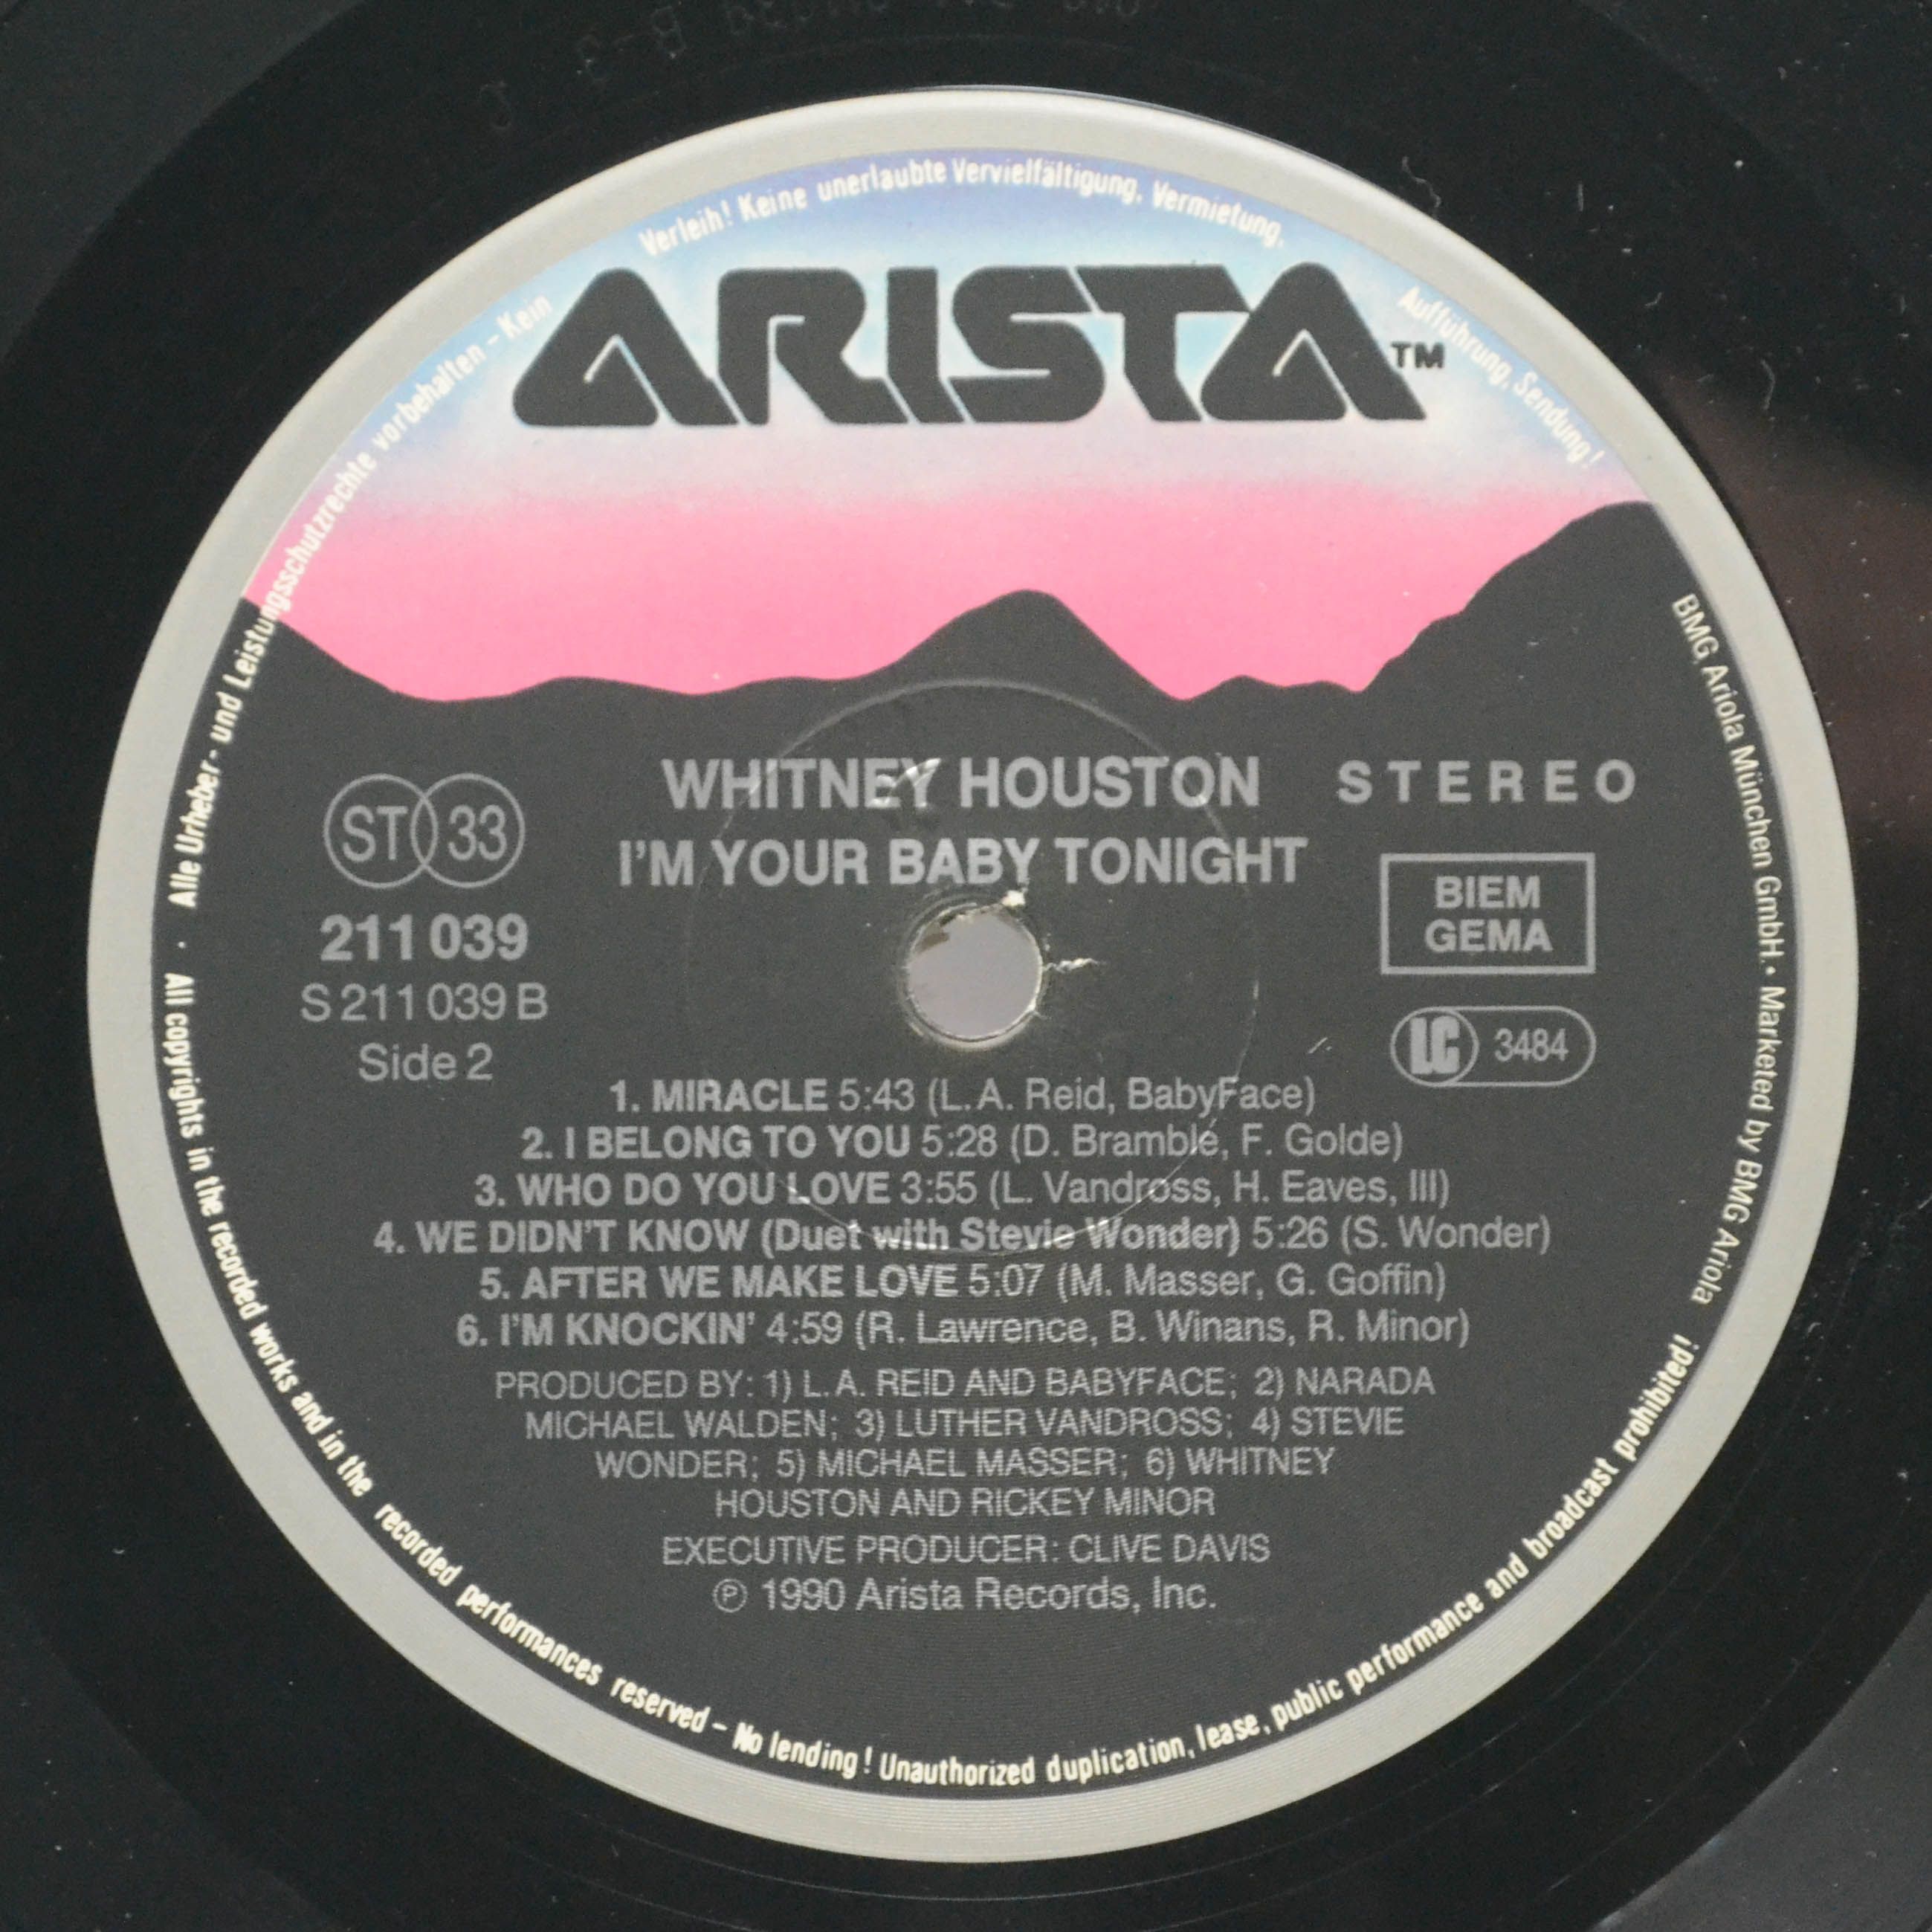 Alle Urheber- und Leistungsschutzrechte vorbehalten – Kein Verleih! Keine unerlaubte Vervielfältigung, Vermietung, Aufführung, Sendung!
ARISTA™
WHITNEY HOUSTON
I'M YOUR BABY TONIGHT
STEREO
ST 33
211 039
S 211 039 B
Side 2
BIEM
GEMA
LC 3484
1. MIRACLE 5:43 (L.A. Reid, BabyFace)
2. I BELONG TO YOU 5:28 (D. Bramble, F. Golde)
3. WHO DO YOU LOVE 3:55 (L. Vandross, H. Eaves, III)
4. WE DIDN'T KNOW (Duet with Stevie Wonder) 5:26 (S. Wonder)
5. AFTER WE MAKE LOVE 5:07 (M. Masser, G. Goffin)
6. I'M KNOCKIN' 4:59 (R. Lawrence, B. Winans, R. Minor)
PRODUCED BY: 1) L.A. REID AND BABYFACE; 2) NARADA
MICHAEL WALDEN; 3) LUTHER VANDROSS; 4) STEVIE
WONDER; 5) MICHAEL MASSER; 6) WHITNEY
HOUSTON AND RICKEY MINOR
EXECUTIVE PRODUCER: CLIVE DAVIS
℗ 1990 Arista Records, Inc.
BMG Ariola München GmbH. • Marketed by BMG Ariola
· All copyrights in the recorded works and in the recorded performances reserved – No lending! Unauthorized duplication, lease, public performance and broadcast prohibited!